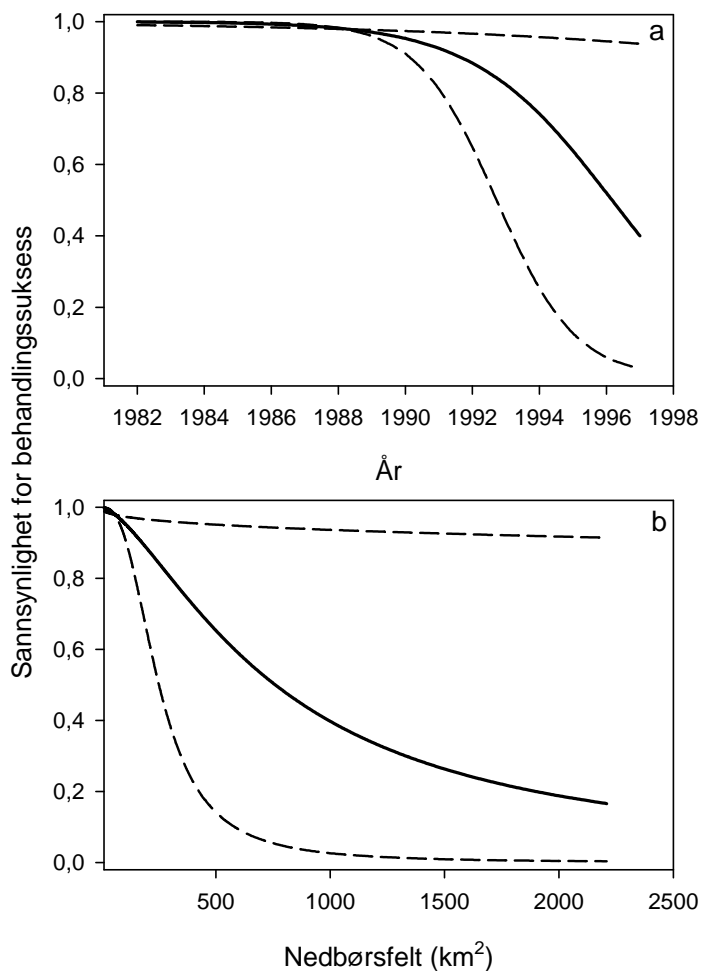 Sannsynlighet for behandlingssuksess
a
1,0
0,8
0,6
0,4
0,2
0,0
1982 1984 1986 1988 1990 1992 1994 1996 1998
År
b
1,0
0,8
0,6
0,4
0,2
0,0
500 1000 1500 2000 2500
Nedbørsfelt (km²)